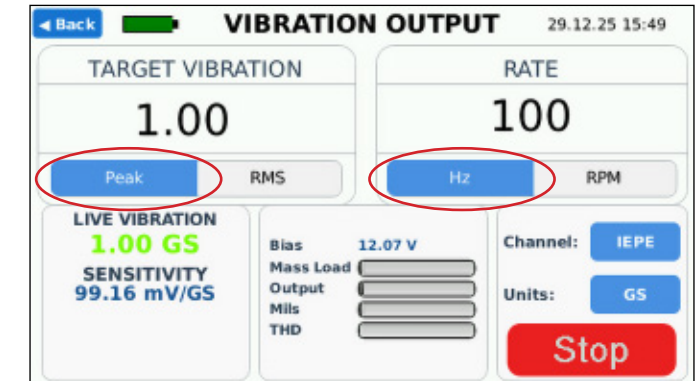 Back
VIBRATION OUTPUT
29.12.25 15:49
TARGET VIBRATION
1.00
Peak
RMS
RATE
100
Hz
RPM
LIVE VIBRATION
1.00 GS
SENSITIVITY
99.16 mV/GS
Bias 12.07 V
Mass Load
Output
Mils
THD
Channel: IEPE
Units: GS
Stop